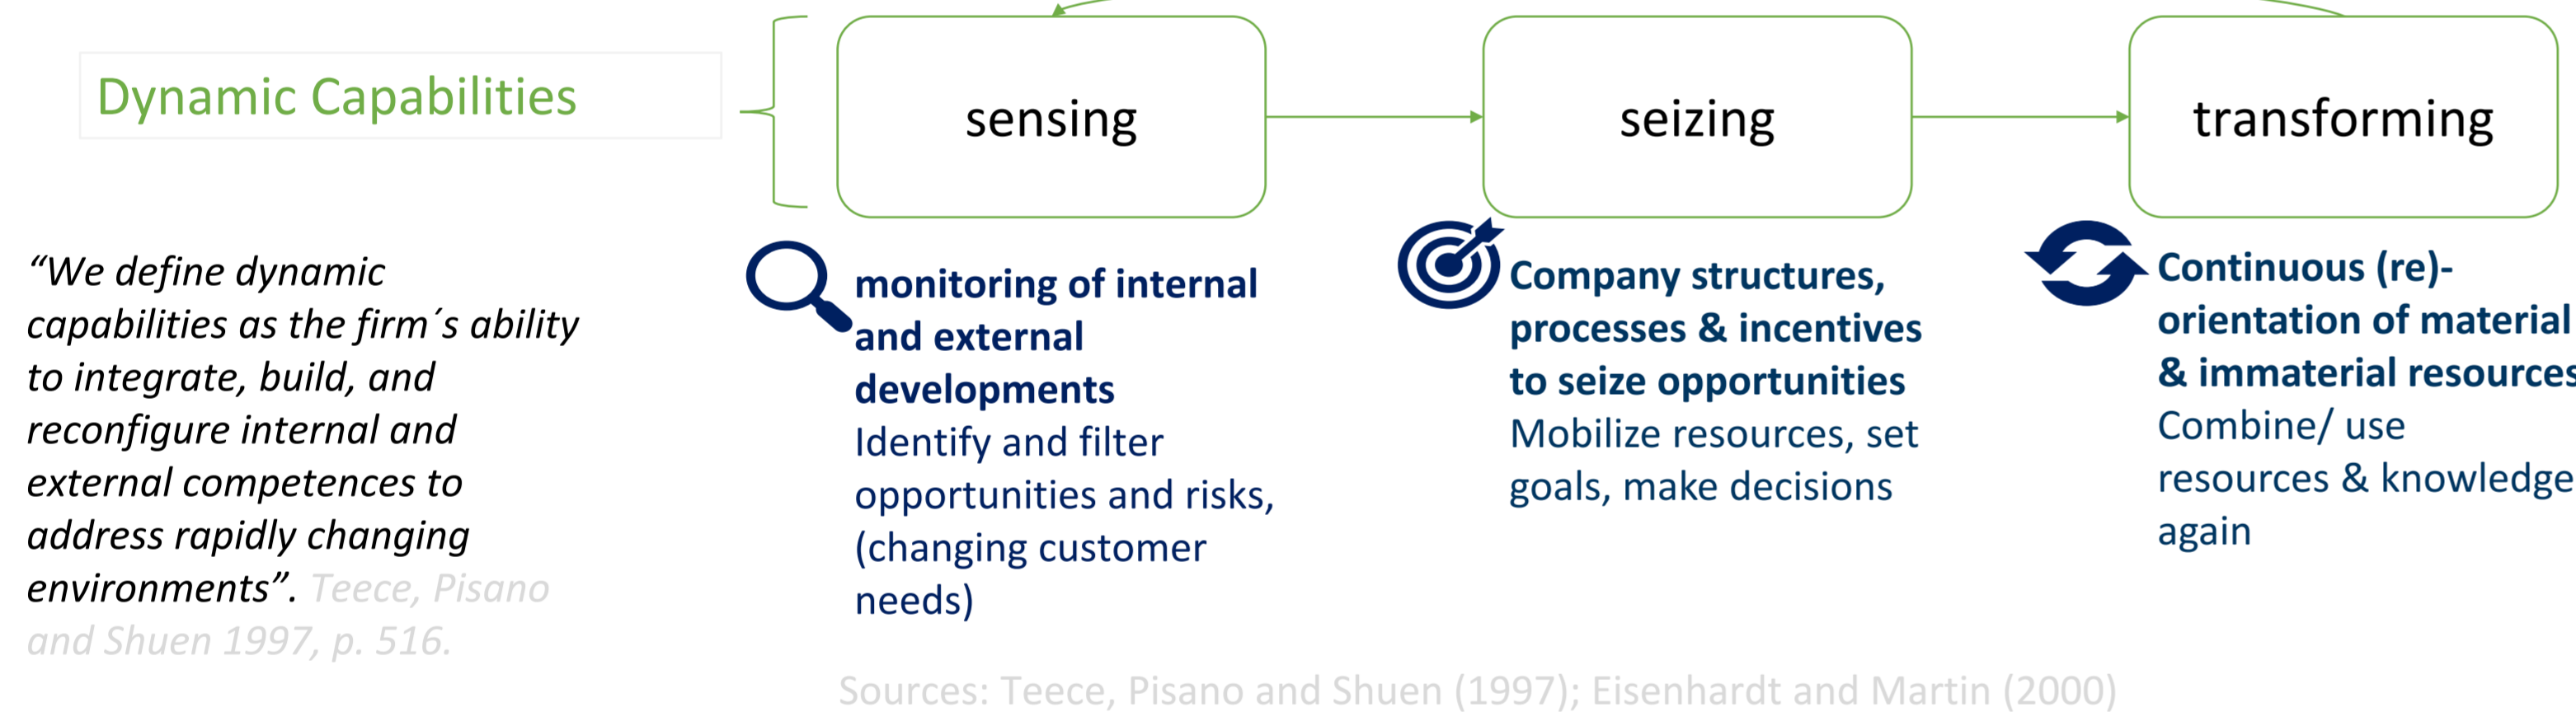 Dynamic Capabilities
sensing
seizing
transforming
“We define dynamic
capabilities as the firm´s ability
to integrate, build, and
reconfigure internal and
external competences to
address rapidly changing
environments”. Teece, Pisano
and Shuen 1997, p. 516.
monitoring of internal
and external
developments
Identify and filter
opportunities and risks,
(changing customer
needs)
Company structures,
processes & incentives
to seize opportunities
Mobilize resources, set
goals, make decisions
Continuous (re)-
orientation of material
& immaterial resources
Combine/ use
resources & knowledge
again
Sources: Teece, Pisano and Shuen (1997); Eisenhardt and Martin (2000)